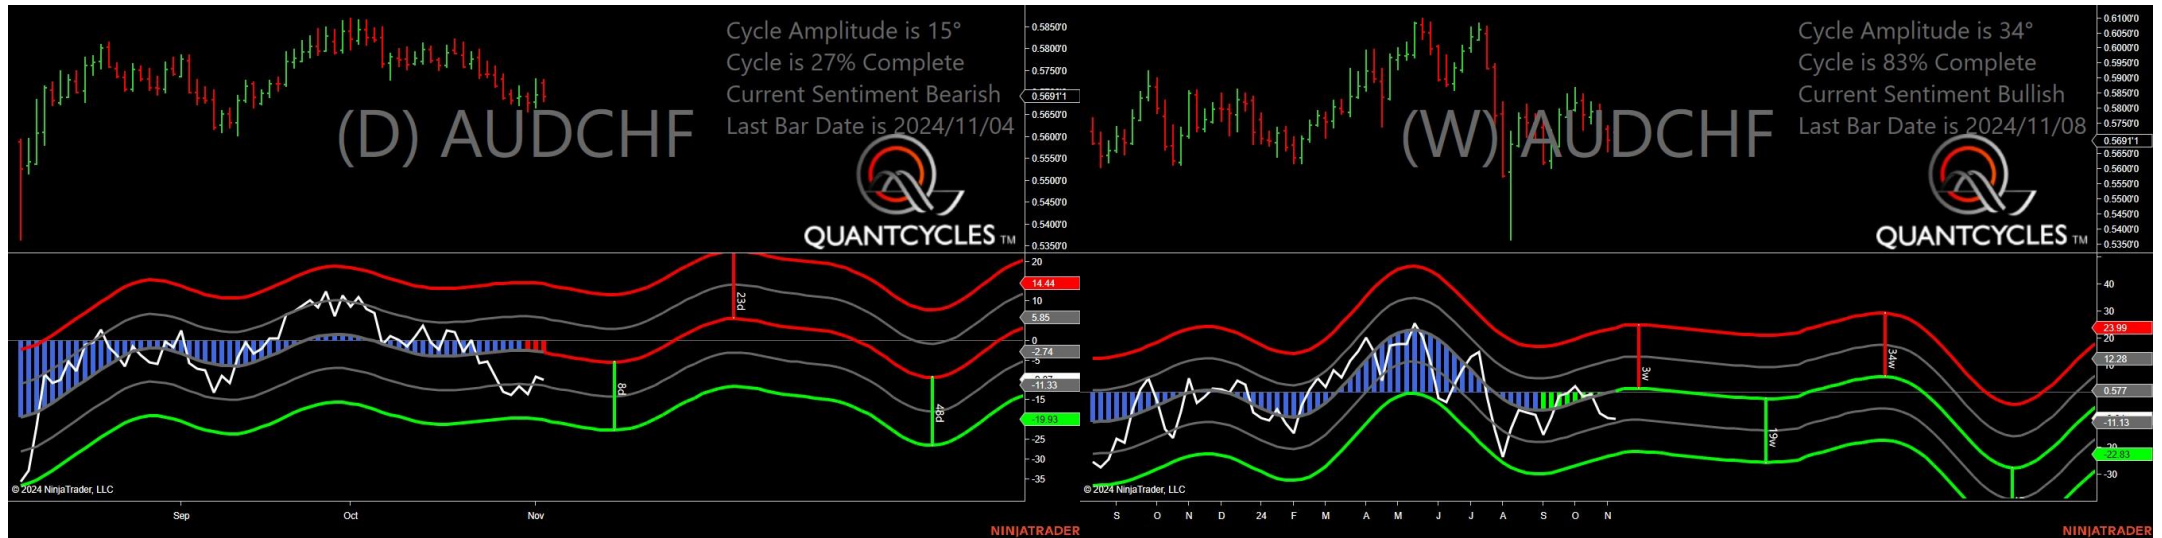 Cycle Amplitude is 15°
Cycle is 27% Complete
Current Sentiment Bearish
Last Bar Date is 2024/11/04
(D) AUDCHF
QUANTCYCLES TM
0.5850'0
0.5800'0
0.5750'0
0.5691'1
0.5650'0
0.5600'0
0.5550'0
0.5500'0
0.5450'0
0.5400'0
0.5350'0
20
14.44
10
5.85
0
-2.74
-5
-11.33
-15
-19.93
-25
-30
-35
23d
8d
48d
© 2024 NinjaTrader, LLC
Sep Oct Nov
NINJATRADER
Cycle Amplitude is 34°
Cycle is 83% Complete
Current Sentiment Bullish
Last Bar Date is 2024/11/08
(W) AUDCHF
QUANTCYCLES TM
0.6100'0
0.6050'0
0.6000'0
0.5950'0
0.5900'0
0.5850'0
0.5800'0
0.5750'0
0.5691'1
0.5650'0
0.5600'0
0.5550'0
0.5500'0
0.5450'0
0.5400'0
0.5350'0
40
30
23.99
20
12.28
10
0.577
-11.13
-20
-22.83
-30
3w
19w
34w
© 2024 NinjaTrader, LLC
S O N D 24 F M A M J J A S O N
NINJATRADER